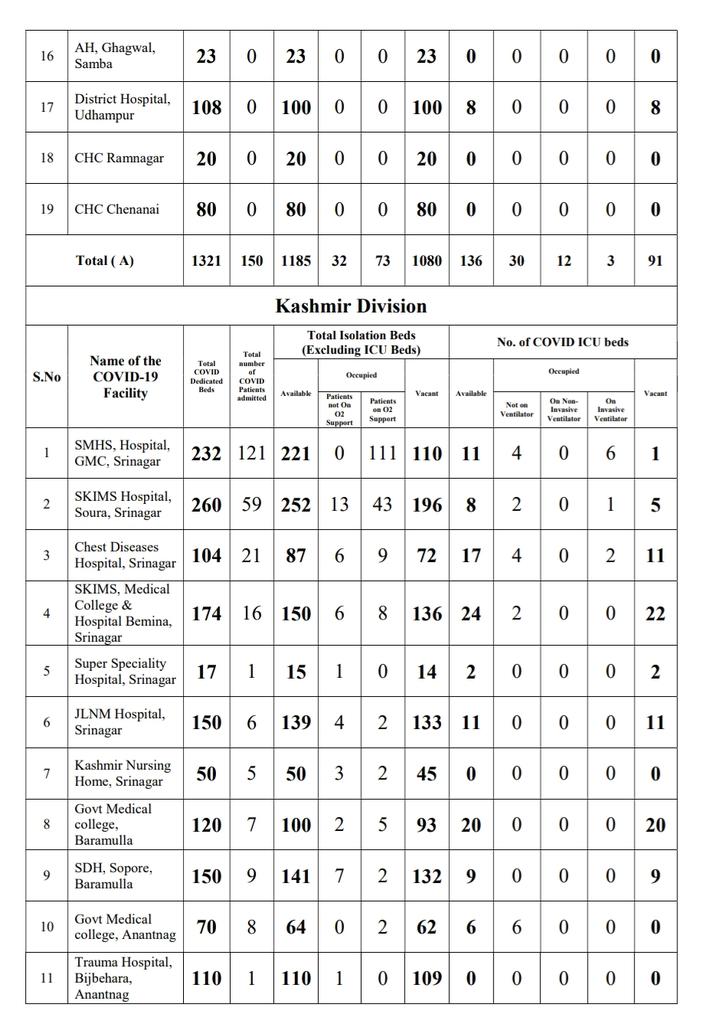 16 AH, Ghagwal, Samba 23 0 23 0 0 23 0 0 0 0 0
17 District Hospital, Udhampur 108 0 100 0 0 100 8 0 0 0 8
18 CHC Ramnagar 20 0 20 0 0 20 0 0 0 0 0
19 CHC Chenanai 80 0 80 0 0 80 0 0 0 0 0
Total ( A) 1321 150 1185 32 73 1080 136 30 12 3 91
Kashmir Division
S.No
Name of the
COVID-19
Facility
Total
COVID
Dedicated
Beds
Total
number
of
COVID
Patients
admitted
Total Isolation Beds
(Excluding ICU Beds)
No. of COVID ICU beds
Available
Occupied
Patients
not On
O2
Support
Patients
on O2
Support
Vacant
Available
Occupied
Not on
Ventilator
On Non-
Invasive
Ventilator
On
Invasive
Ventilator
Vacant
1 SMHS, Hospital, GMC, Srinagar 232 121 221 0 111 110 11 4 0 6 1
2 SKIMS Hospital, Soura, Srinagar 260 59 252 13 43 196 8 2 0 1 5
3 Chest Diseases Hospital, Srinagar 104 21 87 6 9 72 17 4 0 2 11
4 SKIMS, Medical College & Hospital Bemina, Srinagar 174 16 150 6 8 136 24 2 0 0 22
5 Super Speciality Hospital, Srinagar 17 1 15 1 0 14 2 0 0 0 2
6 JLNM Hospital, Srinagar 150 6 139 4 2 133 11 0 0 0 11
7 Kashmir Nursing Home, Srinagar 50 5 50 3 2 45 0 0 0 0 0
8 Govt Medical college, Baramulla 120 7 100 2 5 93 20 0 0 0 20
9 SDH, Sopore, Baramulla 150 9 141 7 2 132 9 0 0 0 9
10 Govt Medical college, Anantnag 70 8 64 0 2 62 6 6 0 0 0
11 Trauma Hospital, Bijbehara, Anantnag 110 1 110 1 0 109 0 0 0 0 0